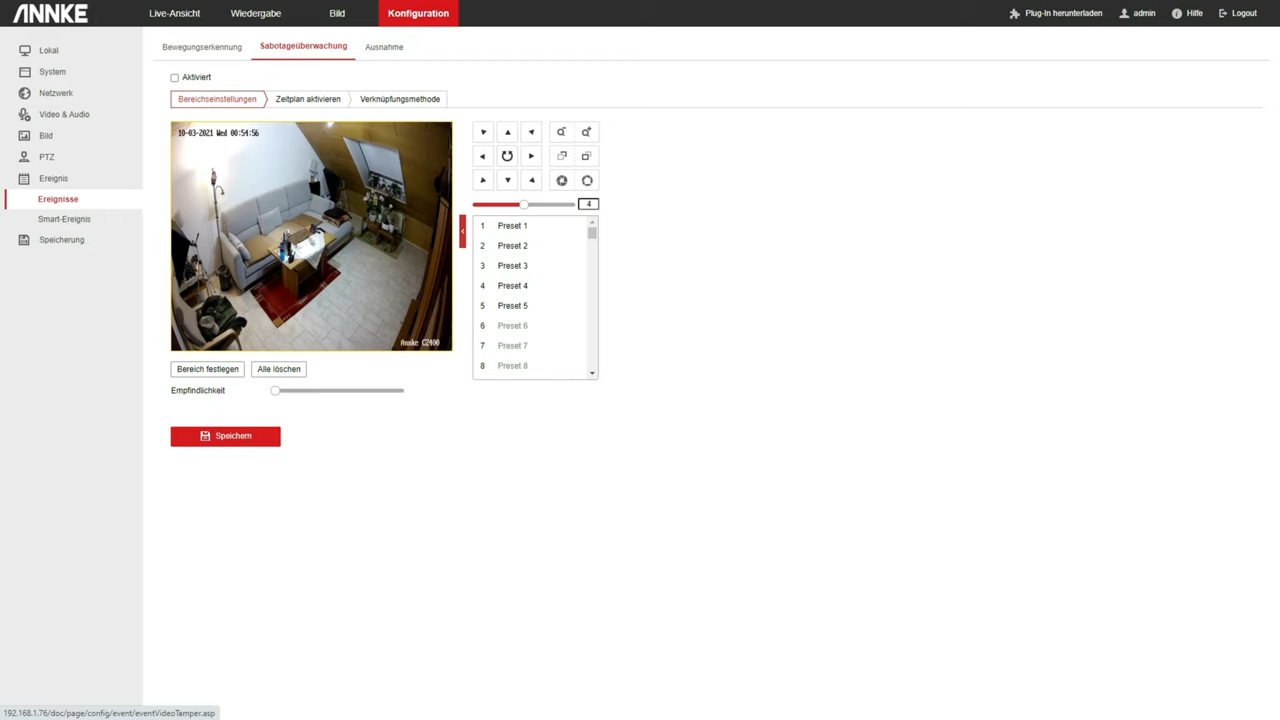 ANNKE Live-Ansicht Wiedergabe Bild Konfiguration Plug-In herunterladen admin Hilfe Logout
Lokal
System
Netzwerk
Video & Audio
Bild
PTZ
Ereignis
Ereignisse
Smart-Ereignis
Speicherung
Bewegungserkennung Sabotageüberwachung Ausnahme
Aktiviert
Bereichseinstellungen Zeitplan aktivieren Verknüpfungsmethode
10-03-2021 Wed 00:54:56
Annke CZ400
4
1 Preset 1
2 Preset 2
3 Preset 3
4 Preset 4
5 Preset 5
6 Preset 6
7 Preset 7
8 Preset 8
Bereich festlegen Alle löschen
Empfindlichkeit
Speichern
192.168.1.76/doc/page/config/event/eventVideoTamper.asp